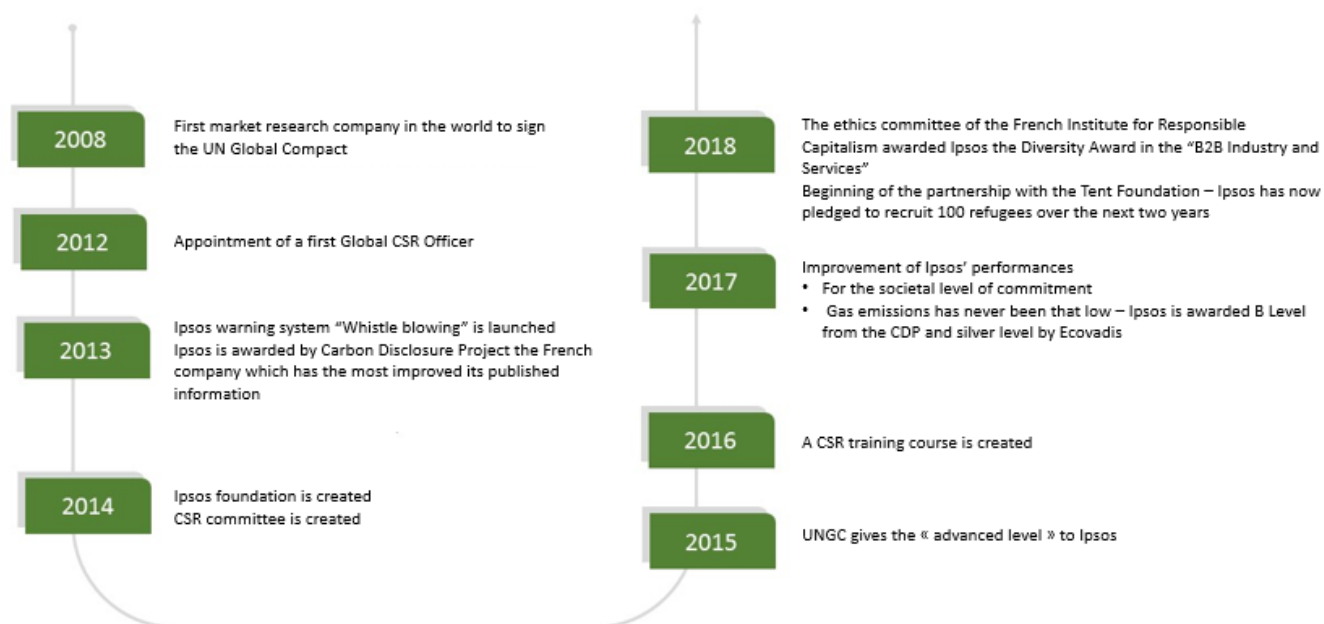 2008
First market research company in the world to sign
the UN Global Compact
2012
Appointment of a first Global CSR Officer
2013
Ipsos warning system “Whistle blowing” is launched
Ipsos is awarded by Carbon Disclosure Project the French
company which has the most improved its published
information
2014
Ipsos foundation is created
CSR committee is created
2015
UNGC gives the « advanced level » to Ipsos
2016
A CSR training course is created
2017
Improvement of Ipsos’ performances
• For the societal level of commitment
• Gas emissions has never been that low – Ipsos is awarded B Level
from the CDP and silver level by Ecovadis
2018
The ethics committee of the French Institute for Responsible
Capitalism awarded Ipsos the Diversity Award in the “B2B Industry and
Services”
Beginning of the partnership with the Tent Foundation – Ipsos has now
pledged to recruit 100 refugees over the next two years